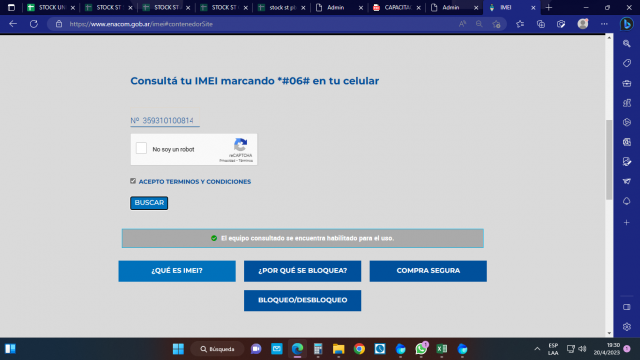 STOCK UNI
STOCK ST
STOCK ST
STOCK ST
stock st pl
Admin
CAPACITAC
Admin
IMEI
https://www.enacom.gob.ar/imei#contenedorSite
Consultá tu IMEI marcando *#06# en tu celular
Nº 359310100814
No soy un robot
reCAPTCHA
Privacidad - Términos
ACEPTO TERMINOS Y CONDICIONES
BUSCAR
El equipo consultado se encuentra habilitado para el uso.
¿QUÉ ES IMEI?
¿POR QUÉ SE BLOQUEA?
COMPRA SEGURA
BLOQUEO/DESBLOQUEO
Búsqueda
ESP
LAA
19:30
20/4/2023